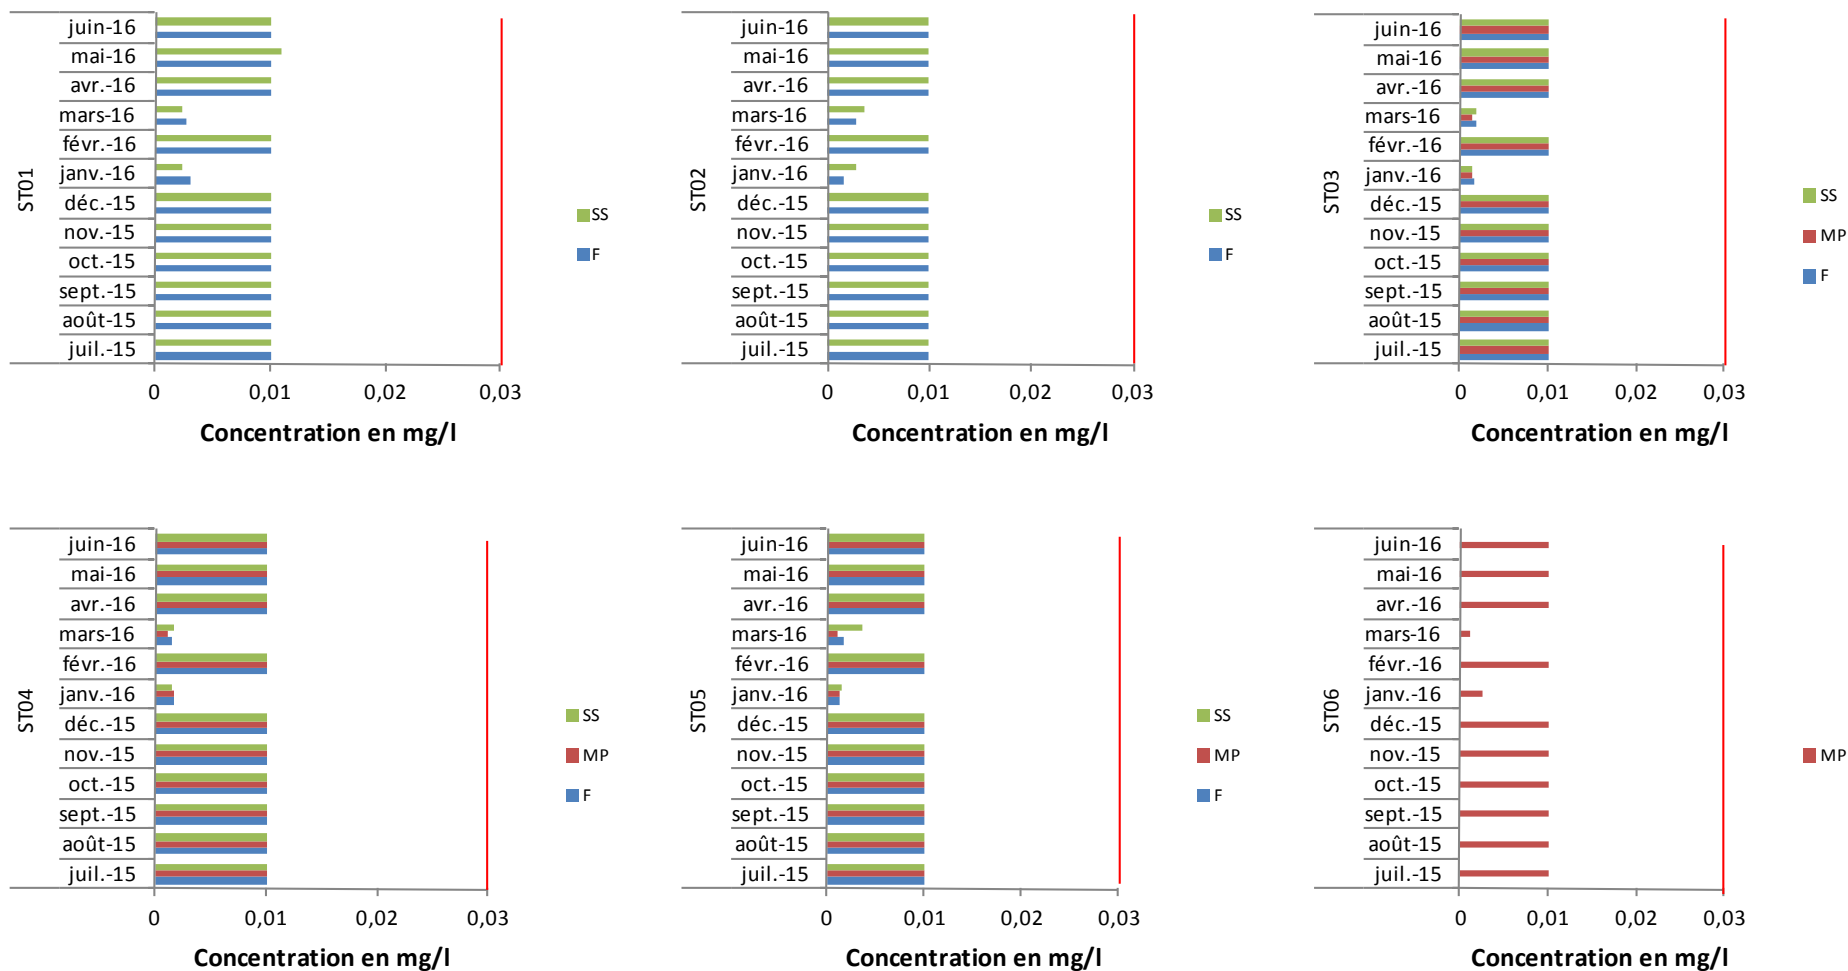 ST01
juin-16
mai-16
avr.-16
mars-16
févr.-16
janv.-16
déc.-15
nov.-15
oct.-15
sept.-15
août-15
juil.-15
0 0,01 0,02 0,03
Concentration en mg/l
SS
F
ST02
juin-16
mai-16
avr.-16
mars-16
févr.-16
janv.-16
déc.-15
nov.-15
oct.-15
sept.-15
août-15
juil.-15
0 0,01 0,02 0,03
Concentration en mg/l
SS
F
ST03
juin-16
mai-16
avr.-16
mars-16
févr.-16
janv.-16
déc.-15
nov.-15
oct.-15
sept.-15
août-15
juil.-15
0 0,01 0,02 0,03
Concentration en mg/l
SS
MP
F
ST04
juin-16
mai-16
avr.-16
mars-16
févr.-16
janv.-16
déc.-15
nov.-15
oct.-15
sept.-15
août-15
juil.-15
0 0,01 0,02 0,03
Concentration en mg/l
SS
MP
F
ST05
juin-16
mai-16
avr.-16
mars-16
févr.-16
janv.-16
déc.-15
nov.-15
oct.-15
sept.-15
août-15
juil.-15
0 0,01 0,02 0,03
Concentration en mg/l
SS
MP
F
ST06
juin-16
mai-16
avr.-16
mars-16
févr.-16
janv.-16
déc.-15
nov.-15
oct.-15
sept.-15
août-15
juil.-15
0 0,01 0,02 0,03
Concentration en mg/l
MP